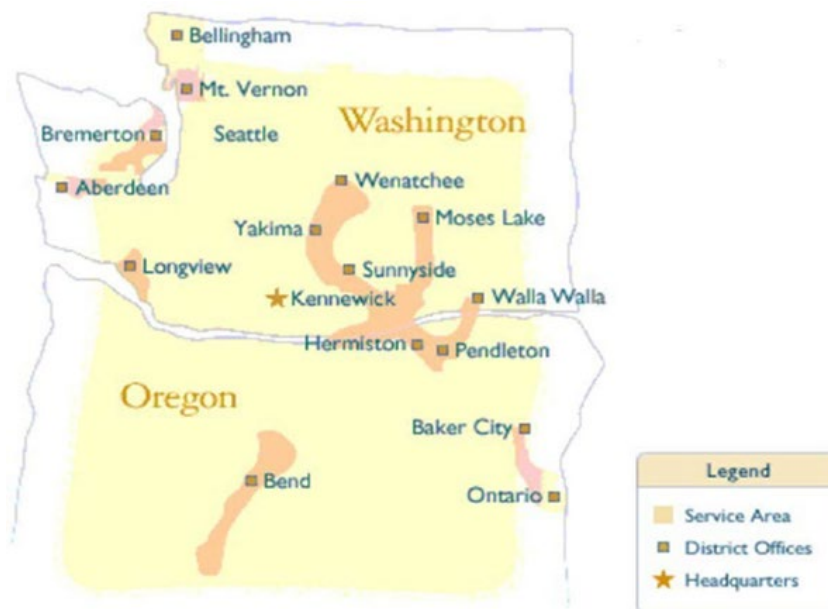 Bellingham
Mt. Vernon
Washington
Bremerton
Seattle
Wenatchee
Aberdeen
Moses Lake
Yakima
Longview
Sunnyside
Kennewick
Walla Walla
Hermiston
Pendleton
Oregon
Baker City
Bend
Ontario
Legend
Service Area
District Offices
Headquarters